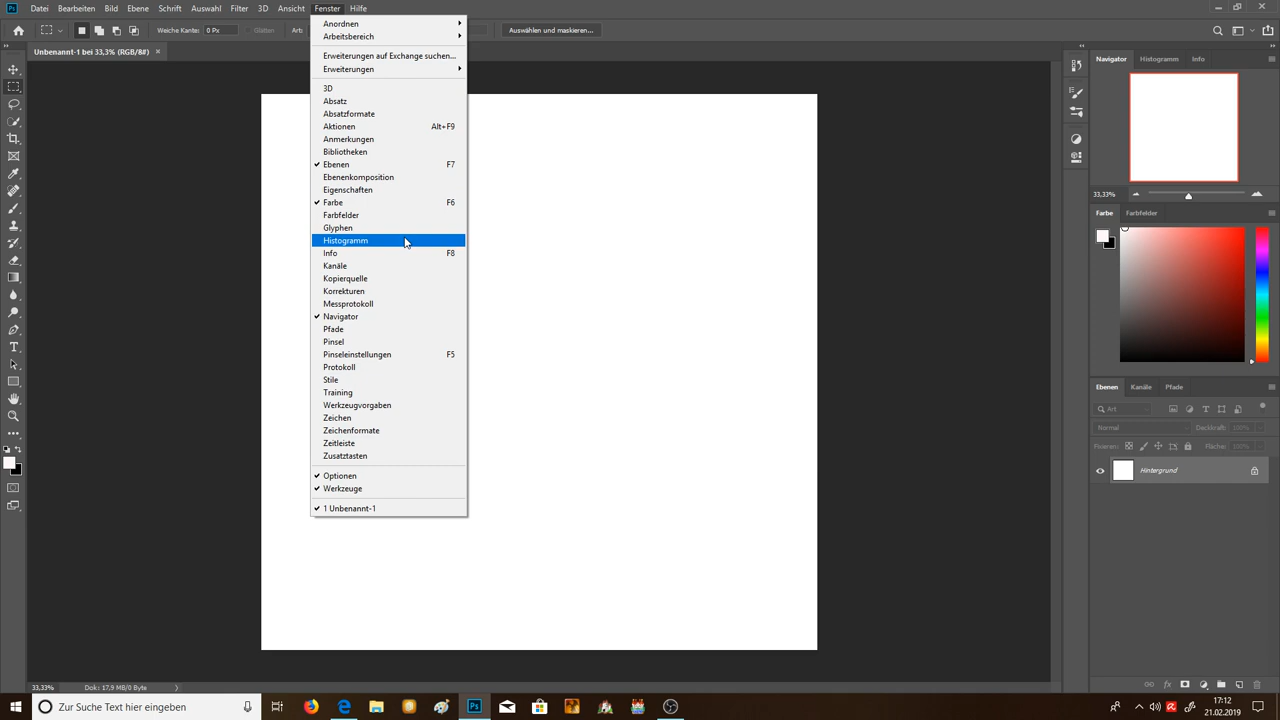 Datei Bearbeiten Bild Ebene Schrift Auswahl Filter 3D Ansicht Fenster Hilfe
Weiche Kante: 0 Px Glätten Art: Auswählen und maskieren...
Unbenannt-1 bei 33,3% (RGB/8#) ×
Anordnen
Arbeitsbereich
Erweiterungen auf Exchange suchen...
Erweiterungen
3D
Absatz
Absatzformate
Aktionen Alt+F9
Anmerkungen
Bibliotheken
Ebenen F7
Ebenenkomposition
Eigenschaften
Farbe F6
Farbfelder
Glyphen
Histogramm
Info F8
Kanäle
Kopierquelle
Korrekturen
Messprotokoll
Navigator
Pfade
Pinsel
Pinseleinstellungen F5
Protokoll
Stile
Training
Werkzeugvorgaben
Zeichen
Zeichenformate
Zeitleiste
Zusatztasten
Optionen
Werkzeuge
1 Unbenannt-1
Navigator Histogramm Info
33,33%
Farbe Farbfelder
Ebenen Kanäle Pfade
Art
Normal Deckkraft: 100%
Fixieren: Fläche: 100%
Hintergrund
33,33% Dok: 17,9 MB/0 Byte
Zur Suche Text hier eingeben
Ps
17:12
21.02.2019